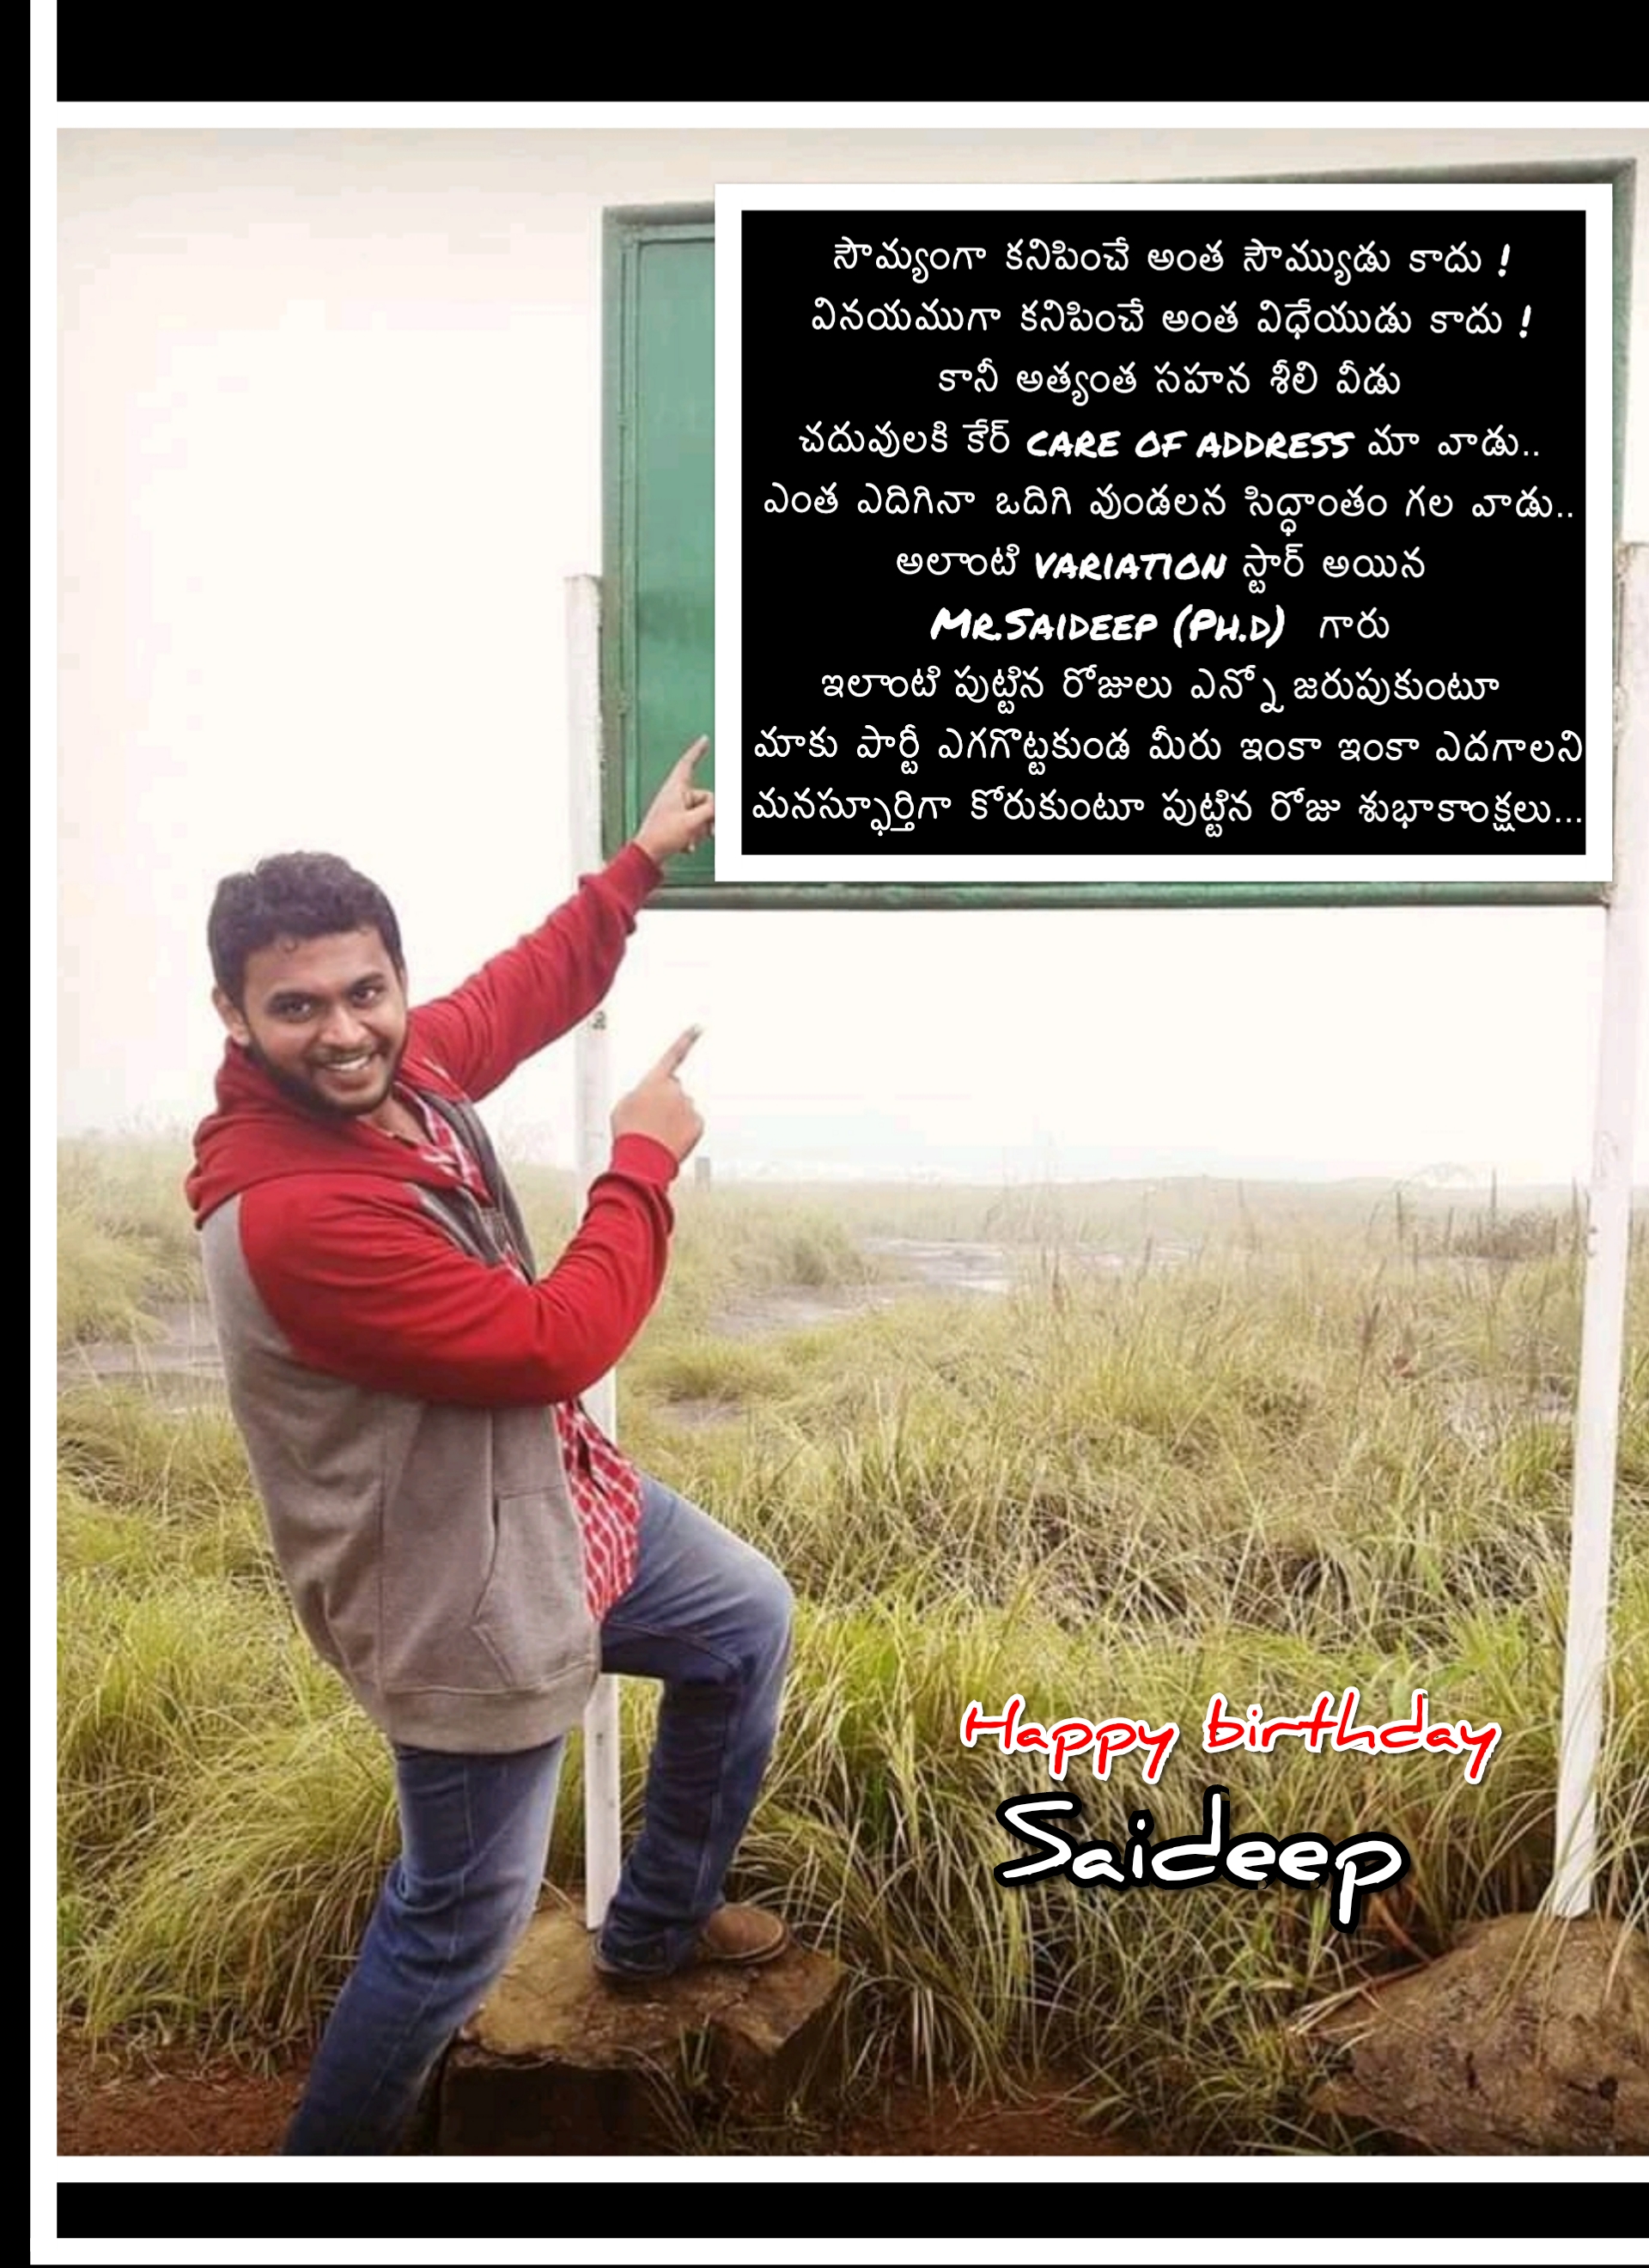 సౌమ్యంగా కనిపించే అంత సౌమ్యుడు కాదు !
వినయముగా కనిపించే అంత విధేయుడు కాదు !
కానీ అత్యంత సహన శీలి వీడు
చదువులకి కేర్ CARE OF ADDRESS మా వాడు..
ఎంత ఎదిగినా ఒదిగి వుండలన సిద్ధాంతం గల వాడు..
అలాంటి VARIATION స్టార్ అయిన
MR.SAIDEEP (PH.D) గారు
ఇలాంటి పుట్టిన రోజులు ఎన్నో జరుపుకుంటూ
మాకు పార్టీ ఎగగొట్టకుండ మీరు ఇంకా ఇంకా ఎదగాలని
మనస్ఫూర్తిగా కోరుకుంటూ పుట్టిన రోజు శుభాకాంక్షలు...
Happy birthday
Saideep